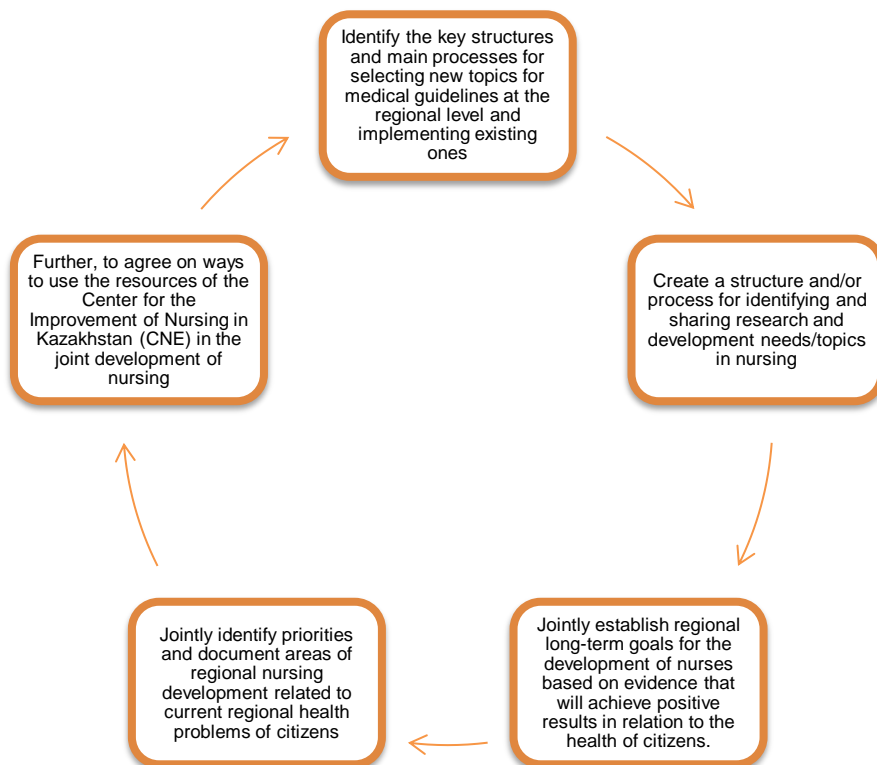 Identify the key structures
and main processes for
selecting new topics for
medical guidelines at the
regional level and
implementing existing
ones
Create a structure and/or
process for identifying and
sharing research and
development needs/topics
in nursing
Jointly establish regional
long-term goals for the
development of nurses
based on evidence that
will achieve positive
results in relation to the
health of citizens.
Jointly identify priorities
and document areas of
regional nursing
development related to
current regional health
problems of citizens
Further, to agree on ways
to use the resources of the
Center for the
Improvement of Nursing in
Kazakhstan (CNE) in the
joint development of
nursing